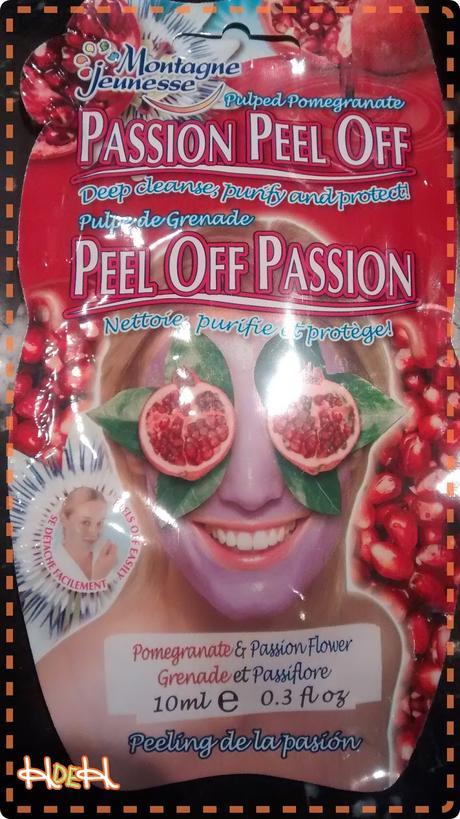 Montagne
Jeunesse
Pulped Pomegranate
PASSION PEEL OFF
Deep cleanse, purify and protect!
Pulpe de Grenade
PEEL OFF PASSION
Nettoie, purifie et protège!
SE DÉTACHE FACILEMENT
EASILY
Pomegranate & Passion Flower
Grenade et Passiflore
10ml e 0.3 fl oz
Peeling de la pasión
HDEH